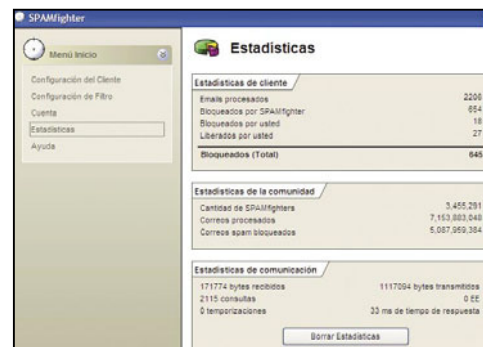 SPAMfighter
Menú Inicio
Configuración del Cliente
Configuración de Filtro
Cuenta
Estadísticas
Ayuda
Estadísticas
Estadísticas de cliente
Emails procesados 2206
Bloqueados por SPAMfighter 654
Bloqueados por usted 18
Liberados por usted 27
Bloqueados (Total) 645
Estadísticas de la comunidad
Cantidad de SPAMfighters 3,455,291
Correos procesados 7,153,883,048
Correos spam bloqueados 5,087,959,384
Estadísticas de comunicación
171774 bytes recibidos 1117094 bytes transmitidos
2115 consultas 0 EE
0 temporizaciones 33 ms de tiempo de respuesta
Borrar Estadísticas